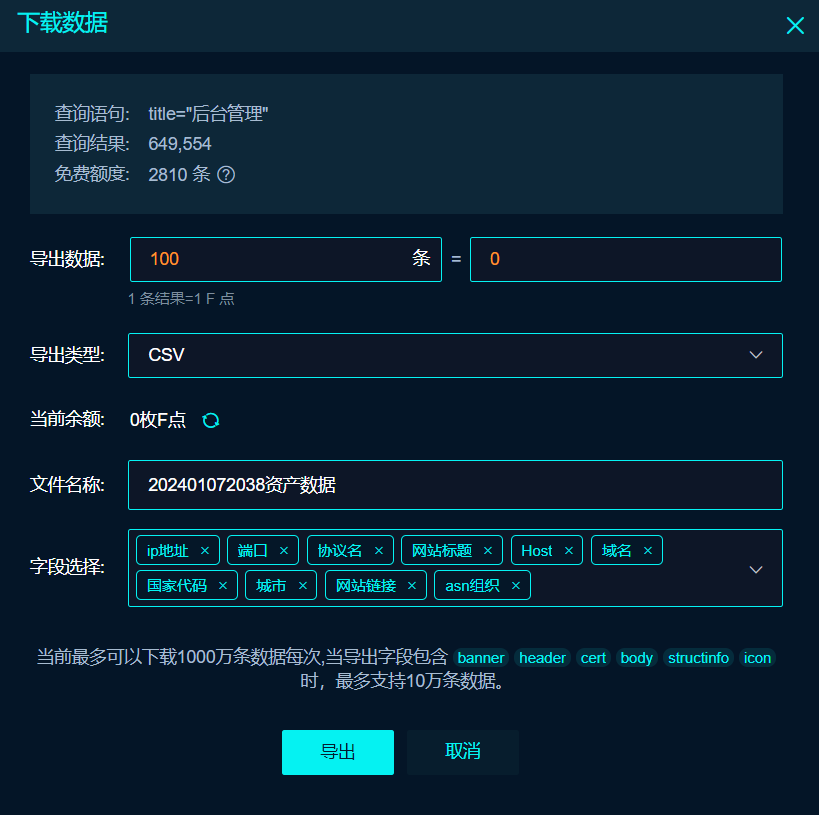 下载数据
查询语句: title="后台管理"
查询结果: 649,554
免费额度: 2810 条
导出数据: 100 条 = 0
1 条结果=1 F 点
导出类型: CSV
当前余额: 0枚F点
文件名称: 202401072038资产数据
字段选择: ip地址 × 端口 × 协议名 × 网站标题 × Host × 域名 ×
国家代码 × 城市 × 网站链接 × asn组织 ×
当前最多可以下载1000万条数据每次,当导出字段包含 banner header cert body structinfo icon
时，最多支持10万条数据。
导出 取消